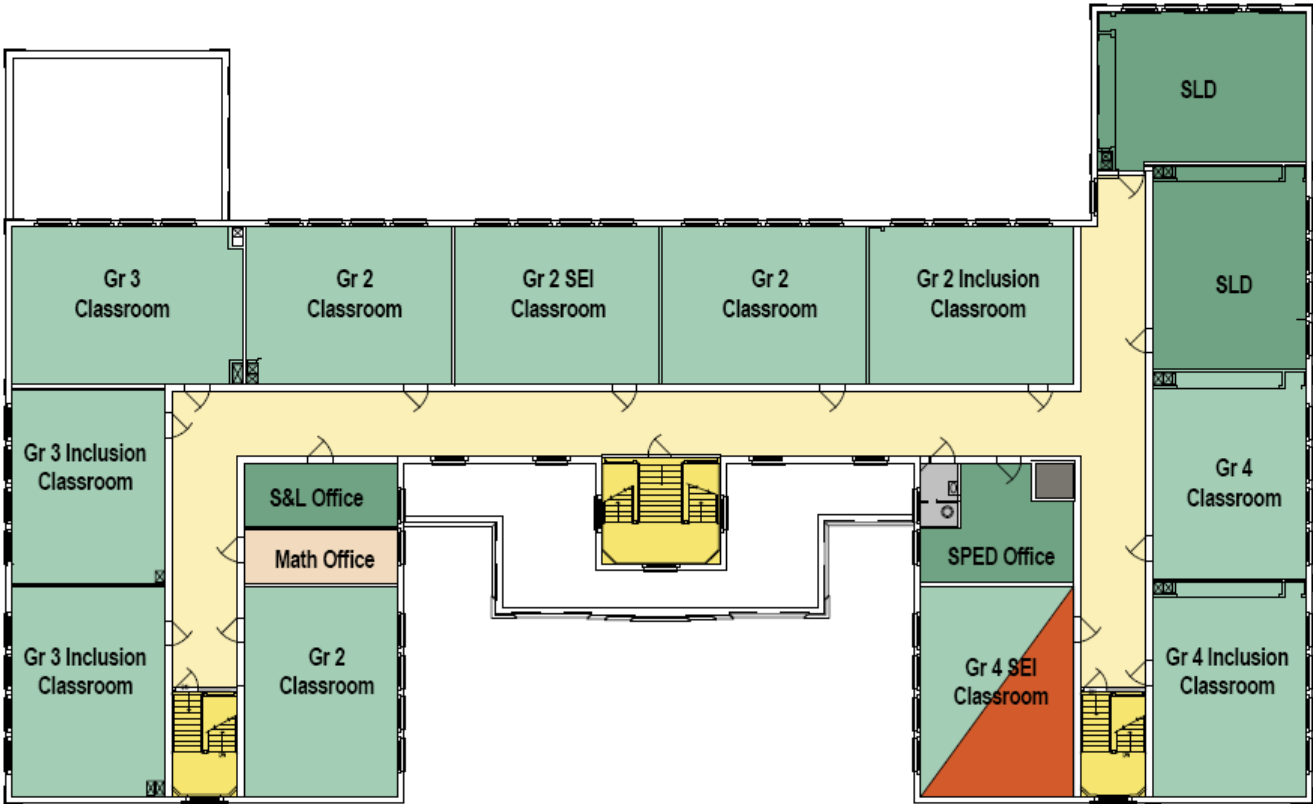 SLD
SLD
Gr 3
Classroom
Gr 2
Classroom
Gr 2 SEI
Classroom
Gr 2
Classroom
Gr 2 Inclusion
Classroom
Gr 3 Inclusion
Classroom
S&L Office
Math Office
SPED Office
Gr 4
Classroom
Gr 3 Inclusion
Classroom
Gr 2
Classroom
Gr 4 SEI
Classroom
Gr 4 Inclusion
Classroom